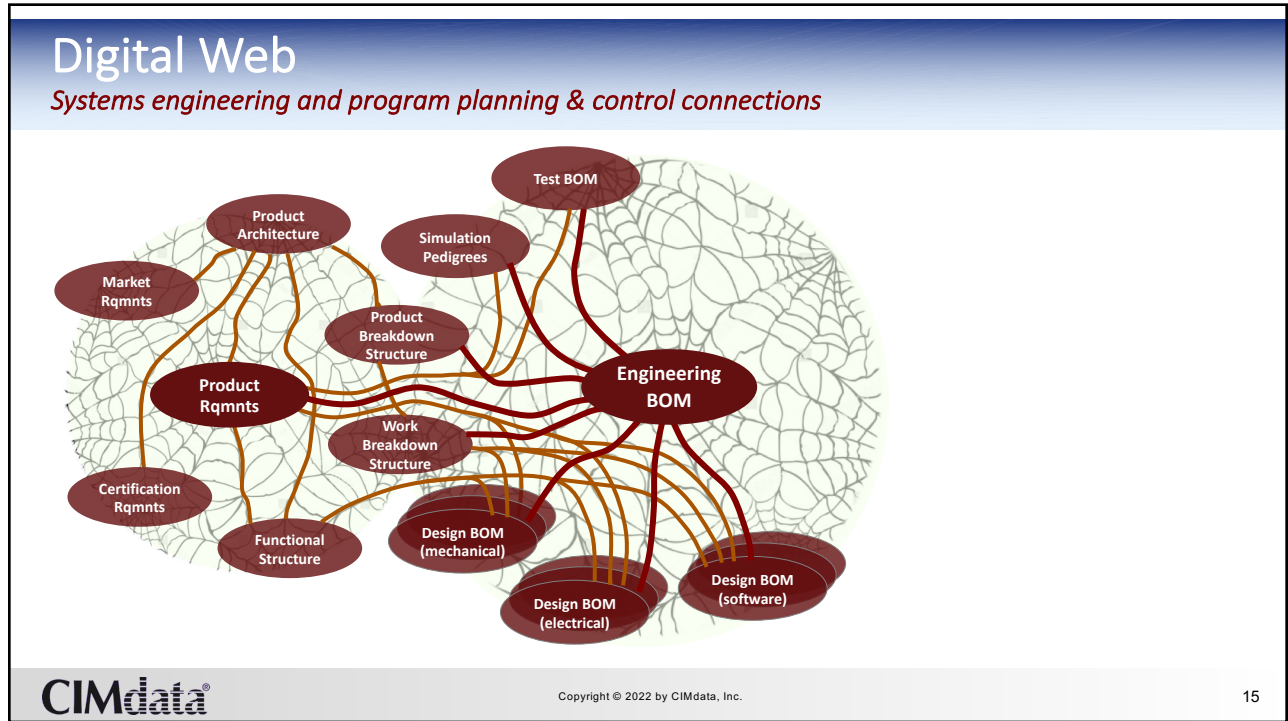 Digital Web
Systems engineering and program planning & control connections
Test BOM
Product
Architecture
Simulation
Pedigrees
Market
Rqmnts
Product
Breakdown
Structure
Engineering
BOM
Product
Rqmnts
Work
Breakdown
Structure
Certification
Rqmnts
Functional
Structure
Design BOM
(mechanical)
Design BOM
(electrical)
Design BOM
(software)
CIMdata®
Copyright © 2022 by CIMdata, Inc.
15